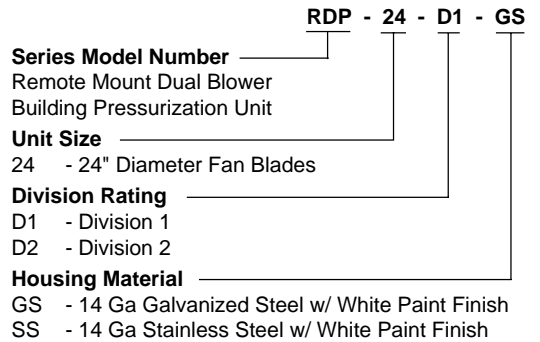 RDP - 24 - D1 - GS
Series Model Number
Remote Mount Dual Blower
Building Pressurization Unit
Unit Size
24 - 24" Diameter Fan Blades
Division Rating
D1 - Division 1
D2 - Division 2
Housing Material
GS - 14 Ga Galvanized Steel w/ White Paint Finish
SS - 14 Ga Stainless Steel w/ White Paint Finish